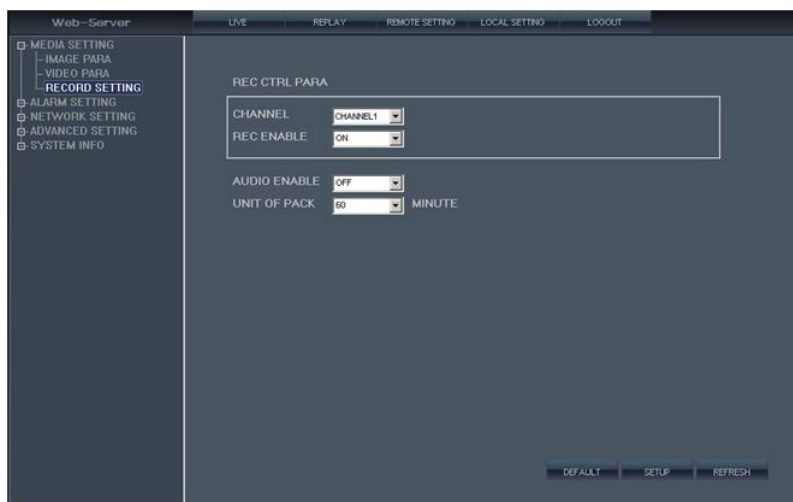 Web-Server
LIVE REPLAY REMOTE SETTING LOCAL SETTING LOGOUT
MEDIA SETTING
IMAGE PARA
VIDEO PARA
RECORD SETTING
ALARM SETTING
NETWORK SETTING
ADVANCED SETTING
SYSTEM INFO
REC CTRL PARA
CHANNEL CHANNEL1
REC ENABLE ON
AUDIO ENABLE OFF
UNIT OF PACK 60 MINUTE
DEFAULT SETUP REFRESH